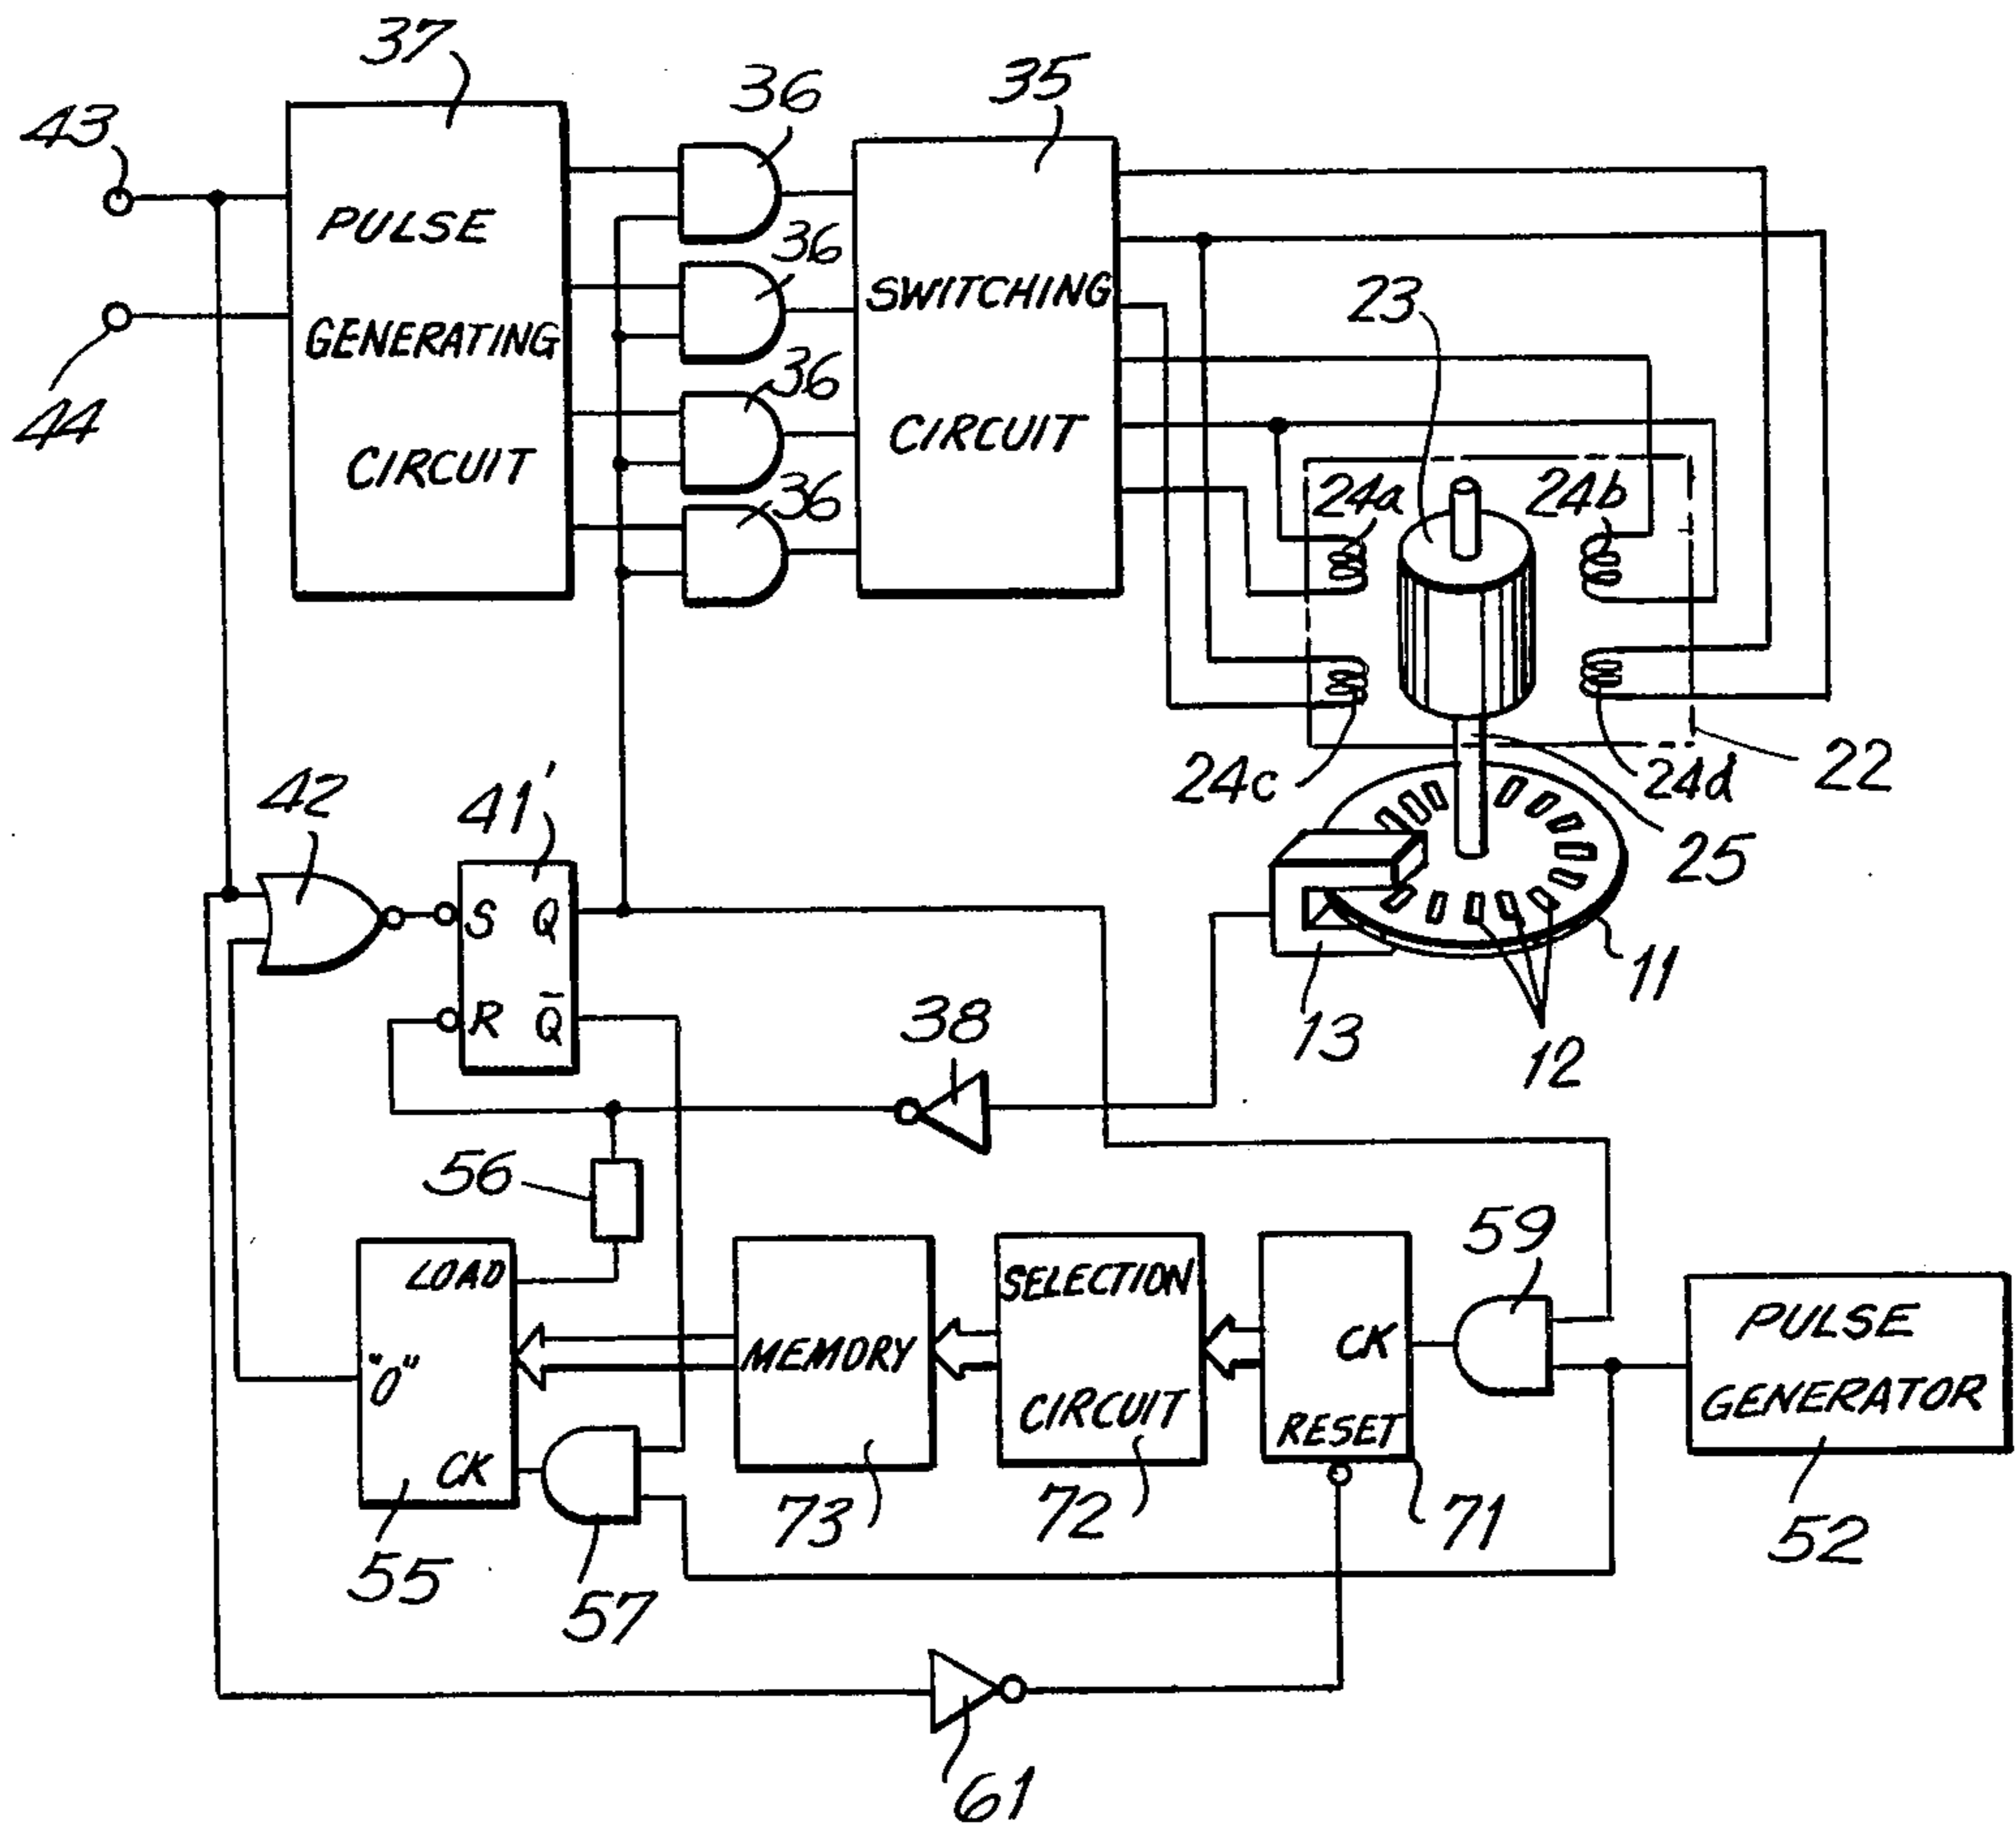 37
43
36
35
PULSE
GENERATING
CIRCUIT
36
SWITCHING
CIRCUIT
23
44
36
36
24a
24b
24c
24d
22
25
42
41'
S
Q
R
Q̄
11
13
12
38
56
59
LOAD
"0"
CK
MEMORY
SELECTION
CIRCUIT
CK
RESET
PULSE
GENERATOR
55
57
73
72
71
52
61